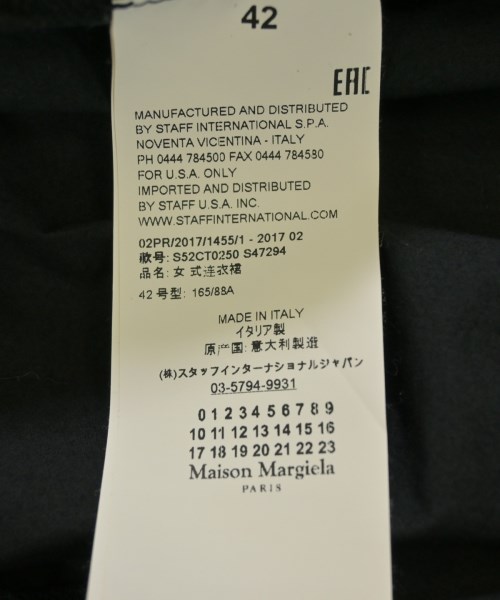 42
EAC
MANUFACTURED AND DISTRIBUTED
BY STAFF INTERNATIONAL S.P.A.
NOVENTA VICENTINA - ITALY
PH 0444 784500 FAX 0444 784580
FOR U.S.A. ONLY
IMPORTED AND DISTRIBUTED
BY STAFF U.S.A. INC.
WWW.STAFFINTERNATIONAL.COM
02PR/2017/1455/1 - 2017 02
款号: S52CT0250 S47294
品名: 女 式连衣裙
42 号型: 165/88A
MADE IN ITALY
イタリア製
原产国: 意大利製造
(株)スタッフインターナショナルジャパン
03-5794-9931
0 1 2 3 4 5 6 7 8 9
10 11 12 13 14 15 16
17 18 19 20 21 22 23
Maison Margiela
PARIS